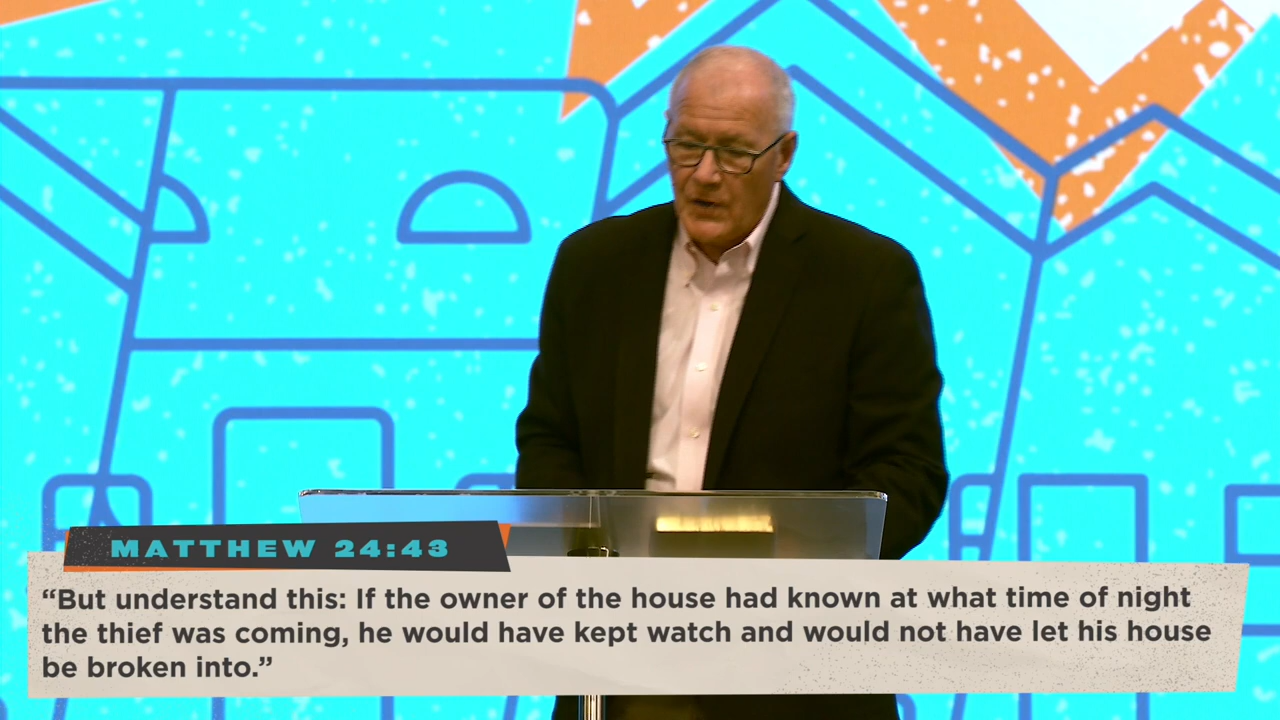 MATTHEW 24:43
“But understand this: If the owner of the house had known at what time of night
the thief was coming, he would have kept watch and would not have let his house
be broken into.”